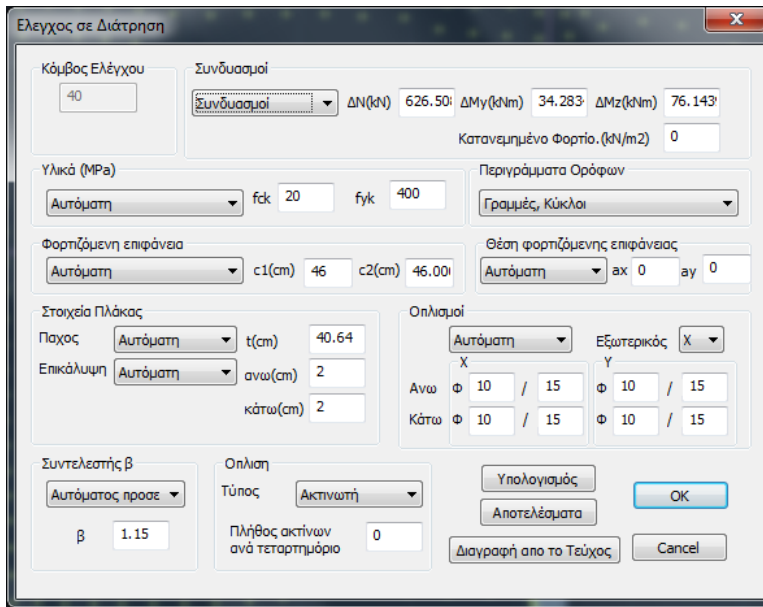 Ελεγχος σε Διάτρηση
Κόμβος Ελέγχου
40
Συνδυασμοί
Συνδυασμοί ΔN(kN) 626.50 ΔMy(kNm) 34.283 ΔMz(kNm) 76.143
Κατανεμημένο Φορτίο.(kN/m2) 0
Υλικά (MPa)
Αυτόματη fck 20 fyk 400
Περιγράμματα Ορόφων
Γραμμές, Κύκλοι
Φορτιζόμενη επιφάνεια
Αυτόματη c1(cm) 46 c2(cm) 46.00
Θέση φορτιζόμενης επιφάνειας
Αυτόματη ax 0 ay 0
Στοιχεία Πλάκας
Παχος Αυτόματη t(cm) 40.64
Επικάλυψη Αυτόματη ανω(cm) 2
κάτω(cm) 2
Οπλισμοί
Αυτόματη Εξωτερικός X
X Y
Ανω Φ 10 / 15 Φ 10 / 15
Κάτω Φ 10 / 15 Φ 10 / 15
Συντελεστής β
Αυτόματος προσε
β 1.15
Οπλιση
Τύπος Ακτινωτή
Πλήθος ακτίνων
ανά τεταρτημόριο 0
Υπολογισμός
Αποτελέσματα
Διαγραφή απο το Τεύχος
OK
Cancel